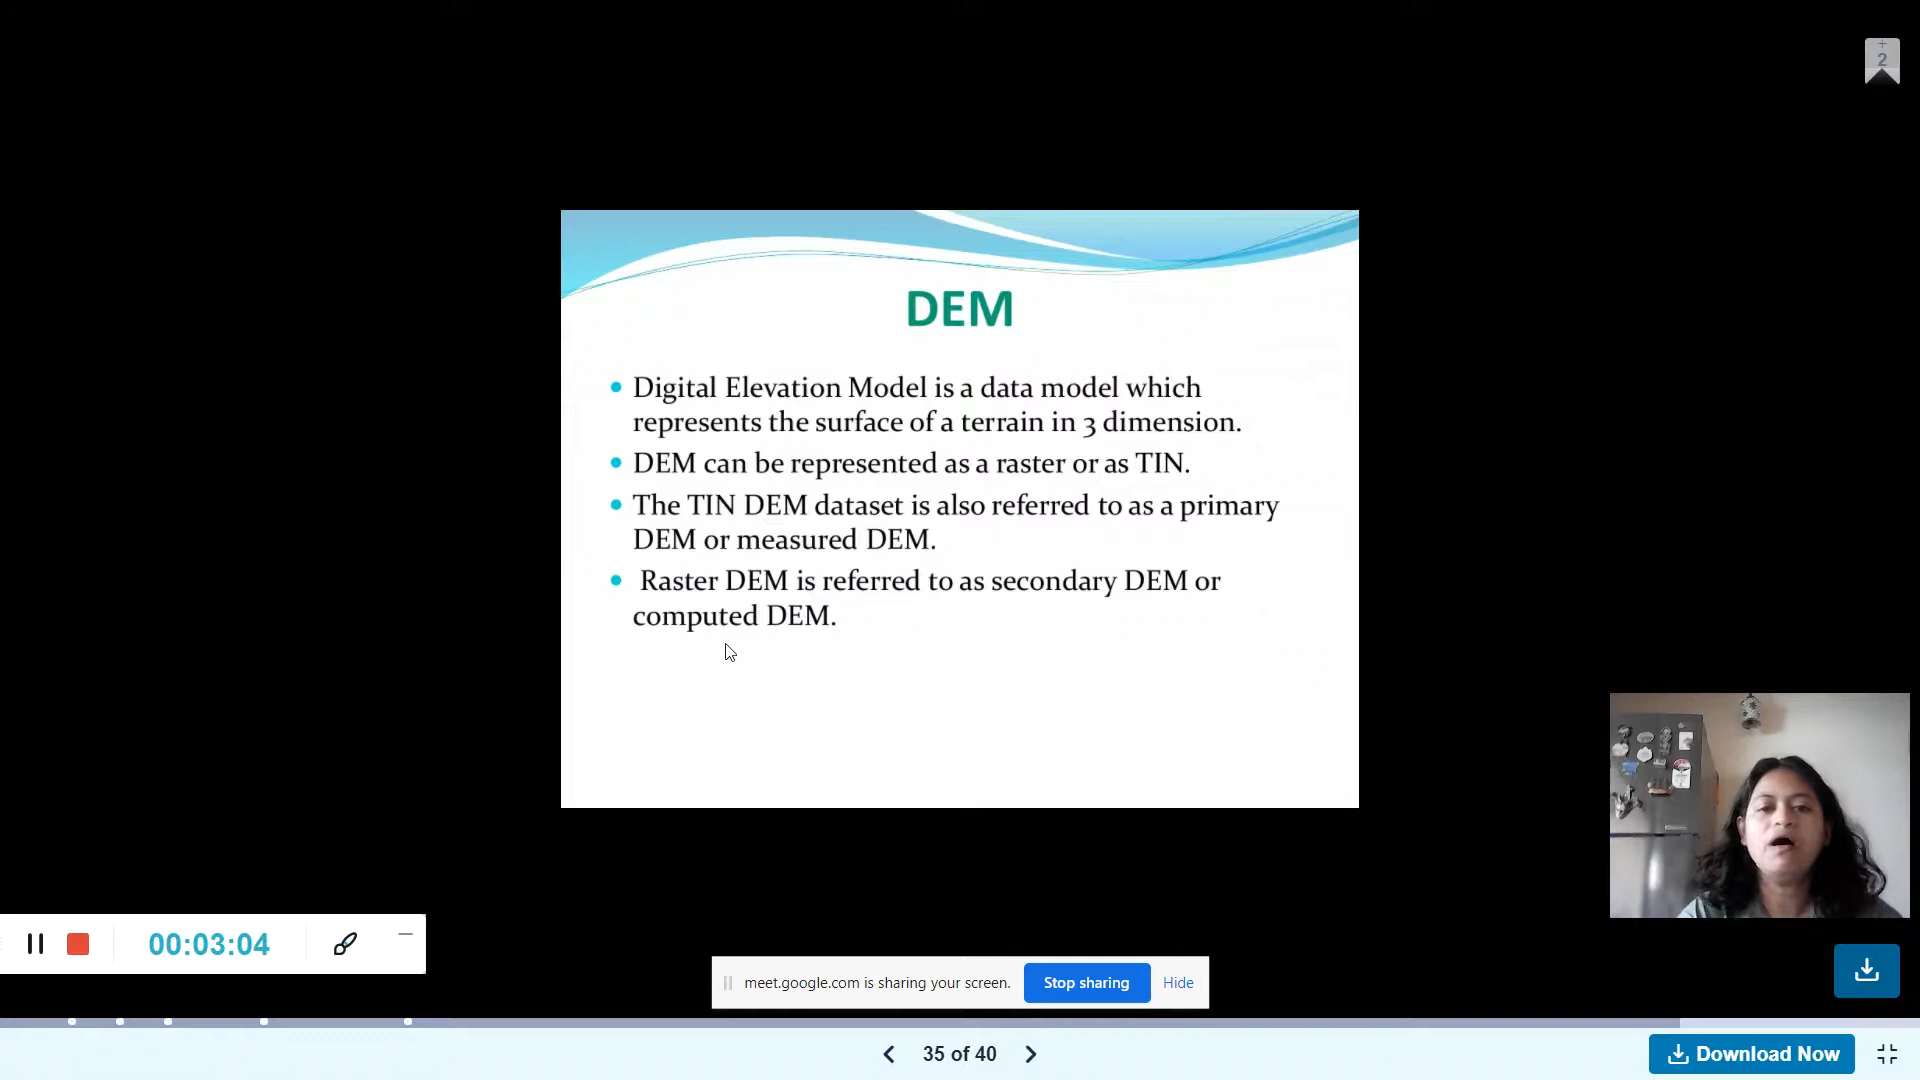 +
2
DEM
Digital Elevation Model is a data model which
represents the surface of a terrain in 3 dimension.
DEM can be represented as a raster or as TIN.
The TIN DEM dataset is also referred to as a primary
DEM or measured DEM.
Raster DEM is referred to as secondary DEM or
computed DEM.
00:03:04
meet.google.com is sharing your screen.
Stop sharing
Hide
35 of 40
Download Now